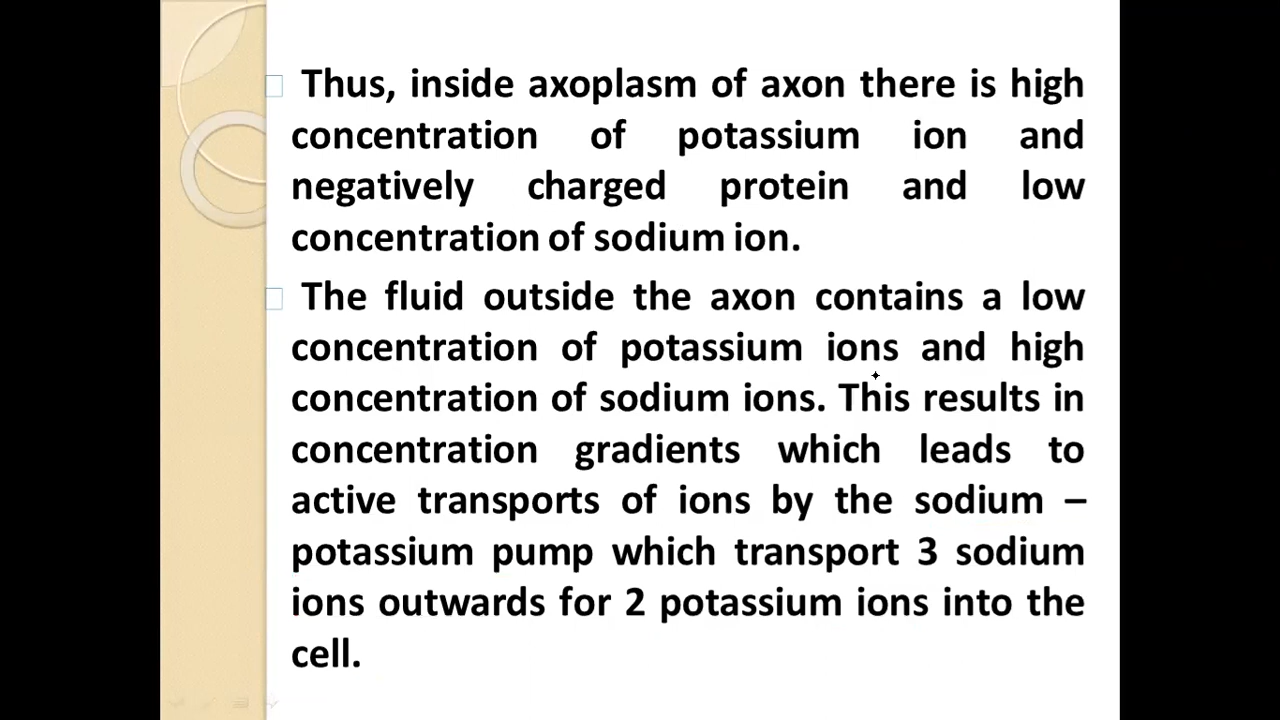 Thus, inside axoplasm of axon there is high
concentration of potassium ion and
negatively charged protein and low
concentration of sodium ion.
The fluid outside the axon contains a low
concentration of potassium ions and high
concentration of sodium ions. This results in
concentration gradients which leads to
active transports of ions by the sodium –
potassium pump which transport 3 sodium
ions outwards for 2 potassium ions into the
cell.